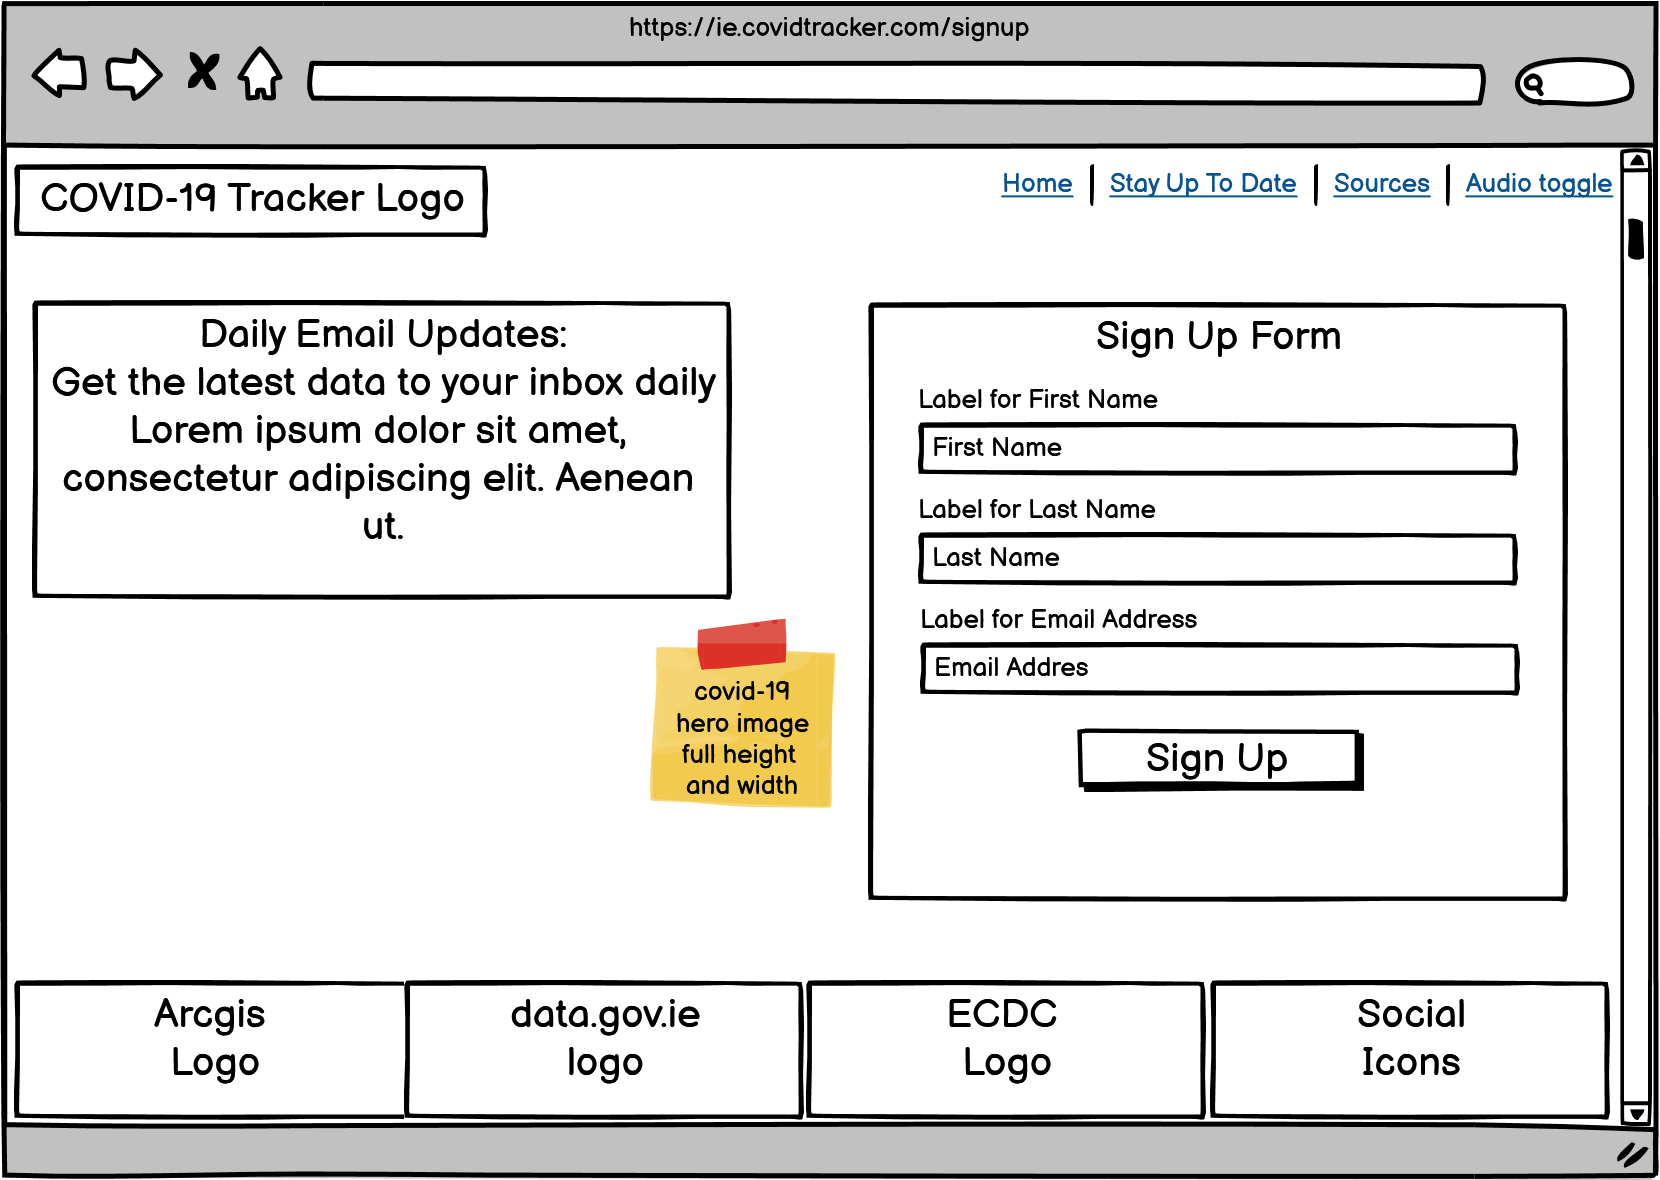 https://ie.covidtracker.com/signup
COVID-19 Tracker Logo
Home
Stay Up To Date
Sources
Audio toggle
Daily Email Updates:
Get the latest data to your inbox daily
Lorem ipsum dolor sit amet,
consectetur adipiscing elit. Aenean
ut.
covid-19
hero image
full height
and width
Sign Up Form
Label for First Name
First Name
Label for Last Name
Last Name
Label for Email Address
Email Addres
Sign Up
Arcgis
Logo
data.gov.ie
logo
ECDC
Logo
Social
Icons